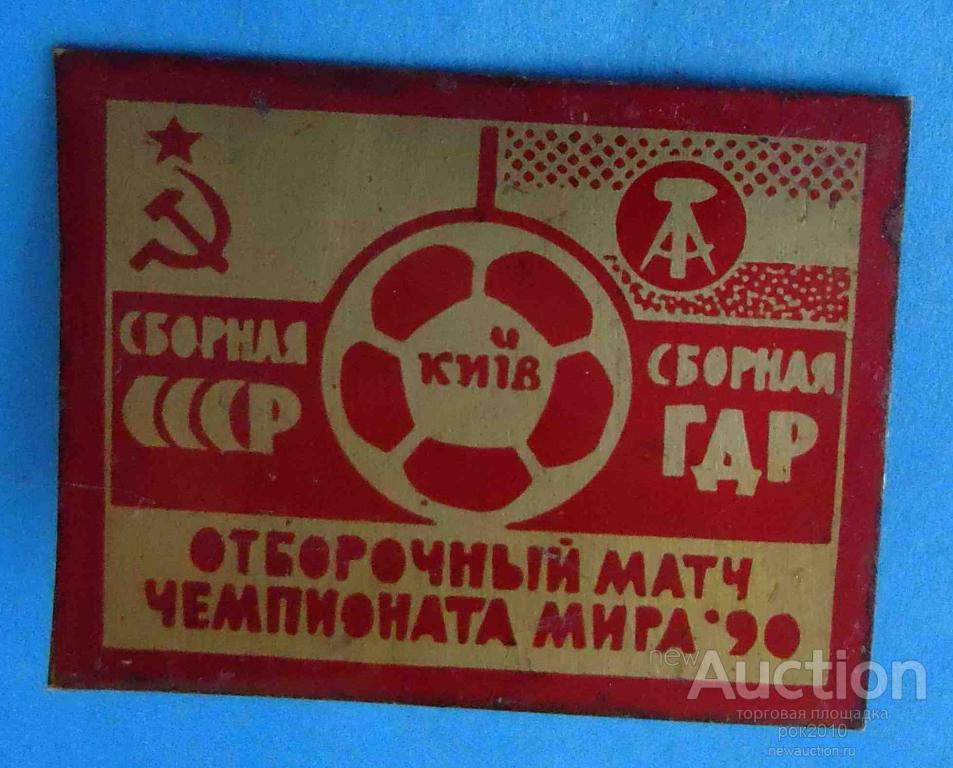 СБОРНАЯ
СССР
КИЇВ
СБОРНАЯ
ГДР
ОТБОРОЧНЫЙ МАТЧ
ЧЕМПИОНАТА МИРА '90
newAuction
торговая площадка
рок2010
newauction.ru